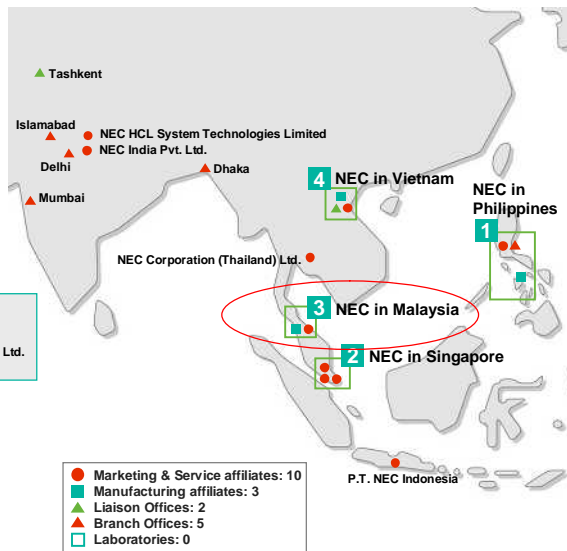 Tashkent
Islamabad
NEC HCL System Technologies Limited
NEC India Pvt. Ltd.
Delhi
Dhaka
Mumbai
4 NEC in Vietnam
NEC in
Philippines
1
NEC Corporation (Thailand) Ltd.
3 NEC in Malaysia
Ltd.
2 NEC in Singapore
P.T. NEC Indonesia
Marketing & Service affiliates: 10
Manufacturing affiliates: 3
Liaison Offices: 2
Branch Offices: 5
Laboratories: 0